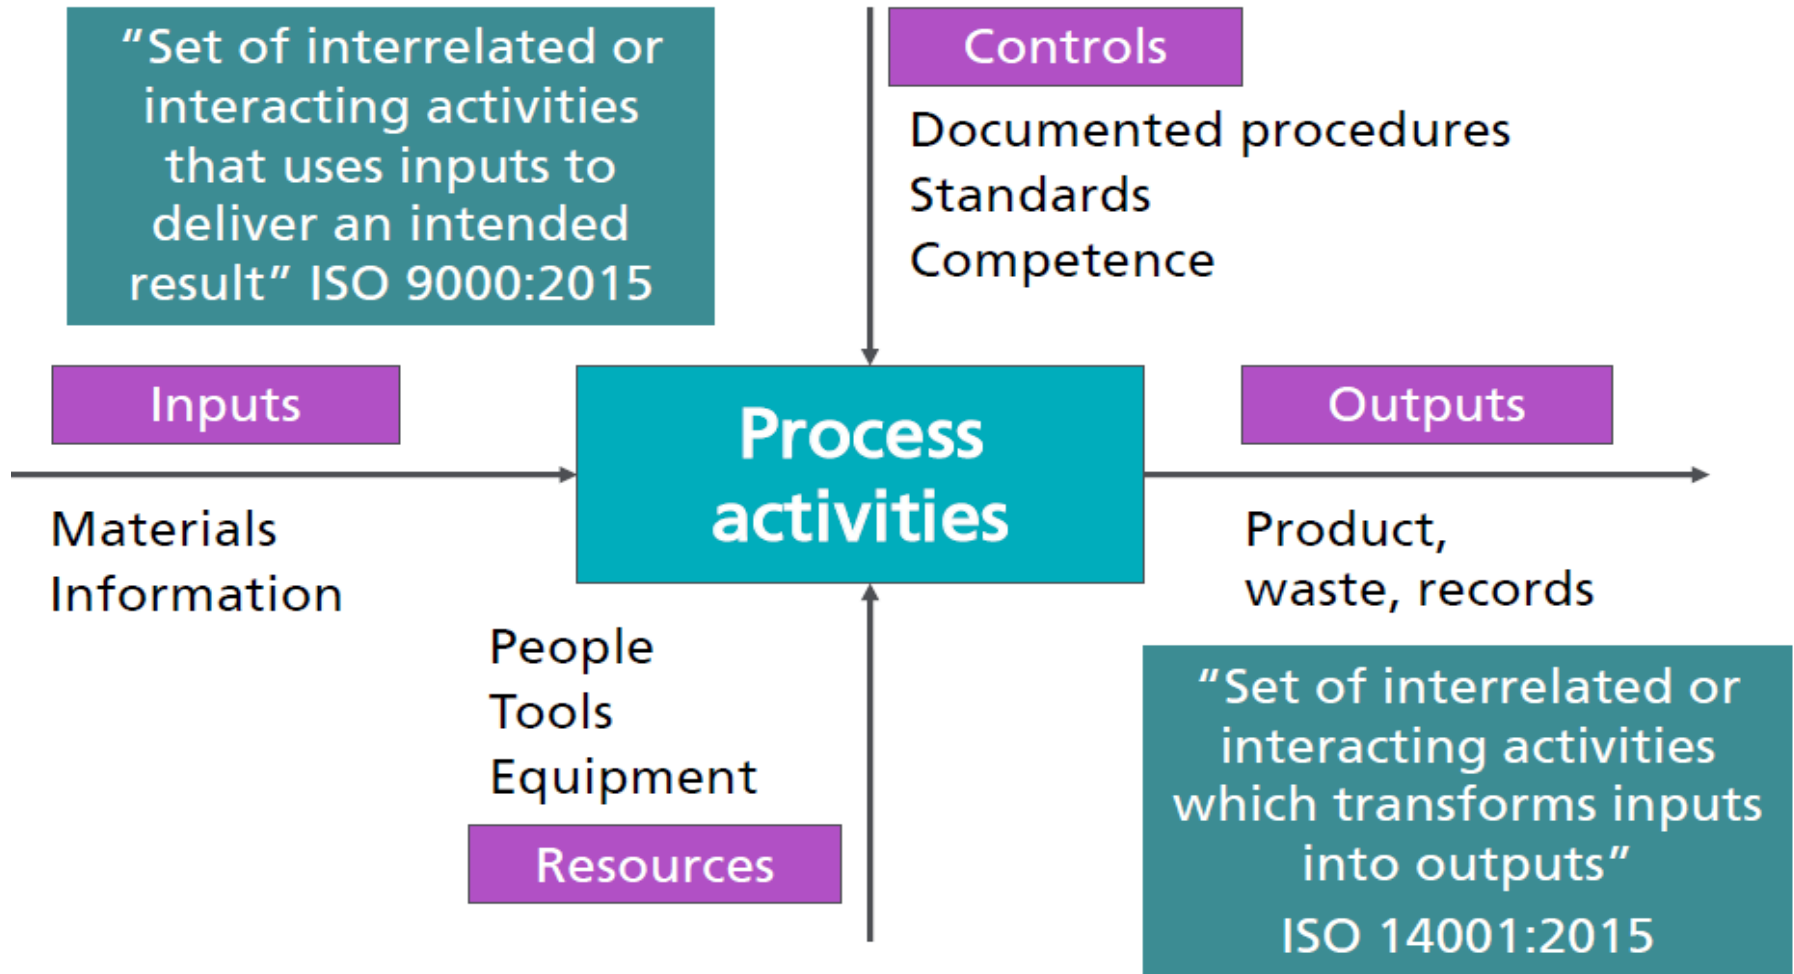 "Set of interrelated or
interacting activities
that uses inputs to
deliver an intended
result" ISO 9000:2015
Controls
Documented procedures
Standards
Competence
Inputs
Materials
Information
Process
activities
Outputs
Product,
waste, records
People
Tools
Equipment
Resources
"Set of interrelated or
interacting activities
which transforms inputs
into outputs"
ISO 14001:2015